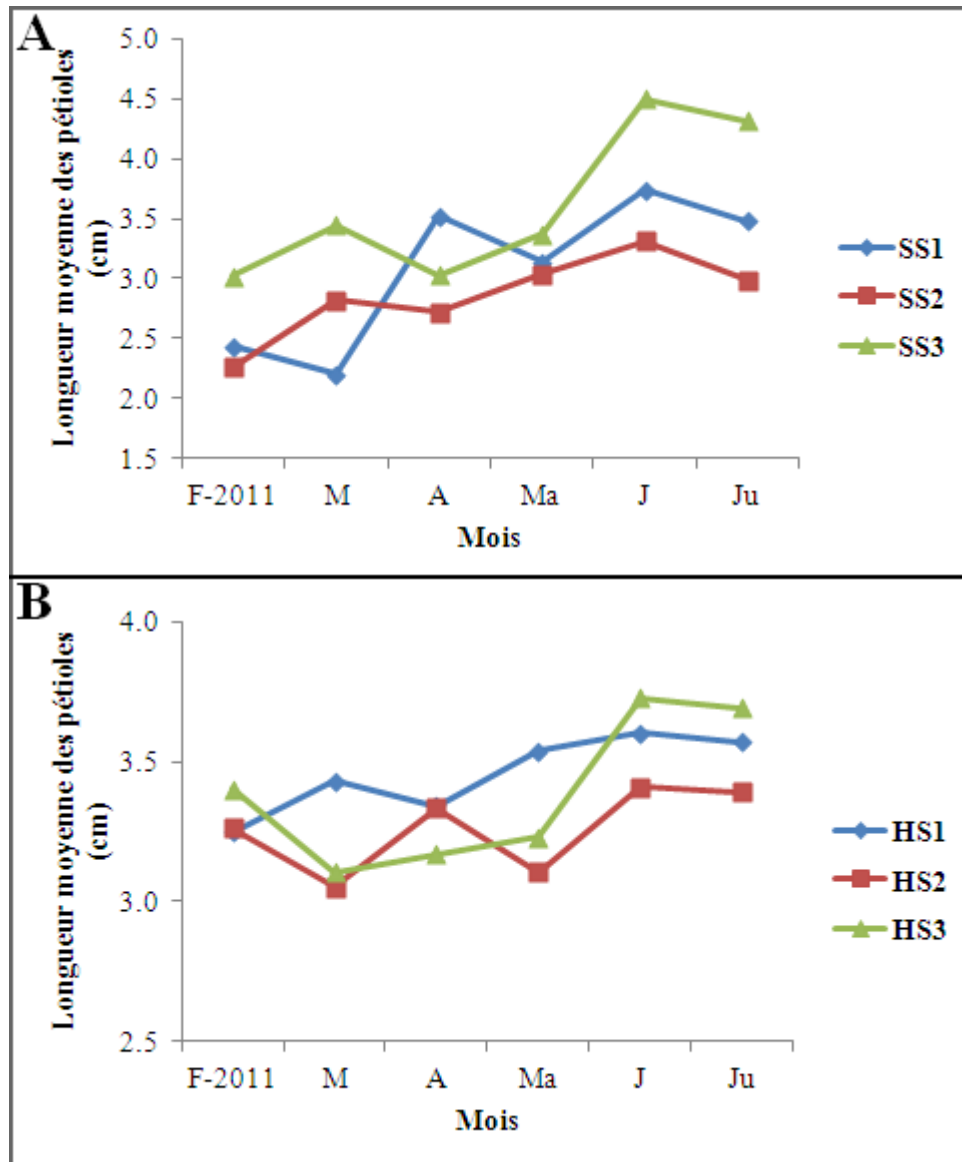 A
Longueur moyenne des pétioles
(cm)
5.0
4.5
4.0
3.5
3.0
2.5
2.0
1.5
F-2011 M A Ma J Ju
Mois
SS1
SS2
SS3
B
Longueur moyenne des pétioles
(cm)
4.0
3.5
3.0
2.5
F-2011 M A Ma J Ju
Mois
HS1
HS2
HS3